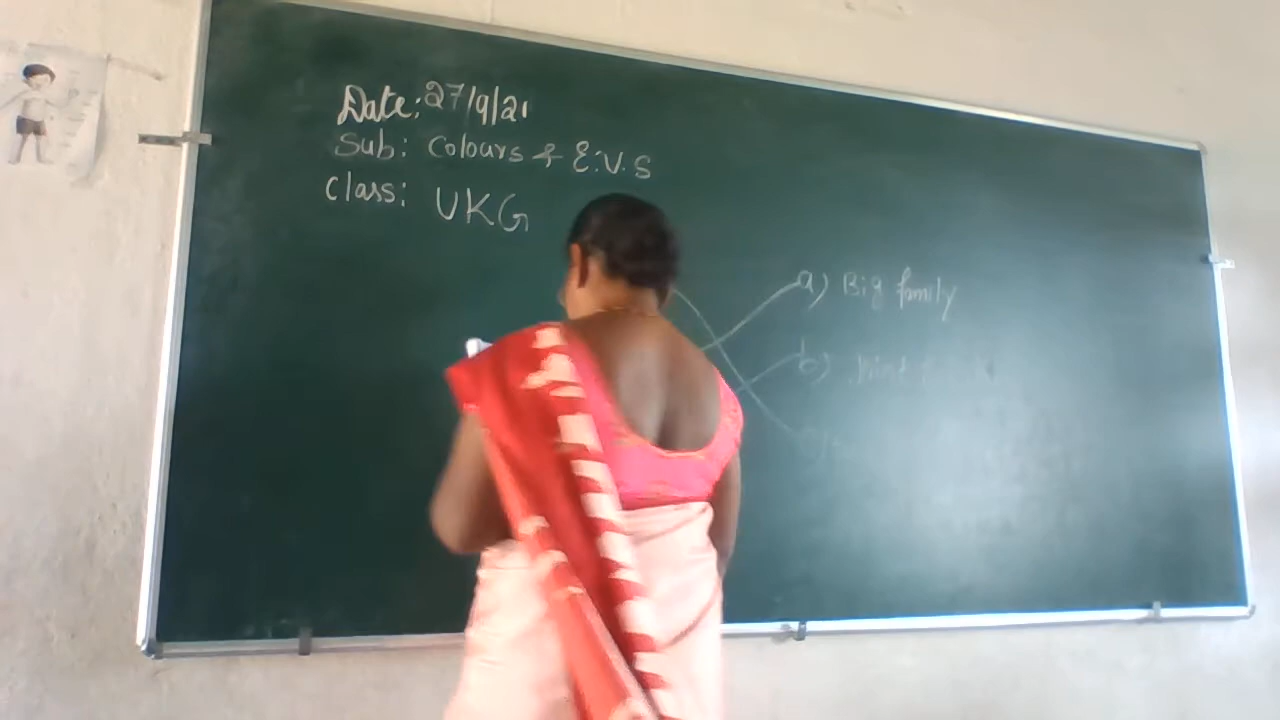 Date: 27/9/21
Sub: Colours & E.V.S
Class: UKG
a) Big family
b)